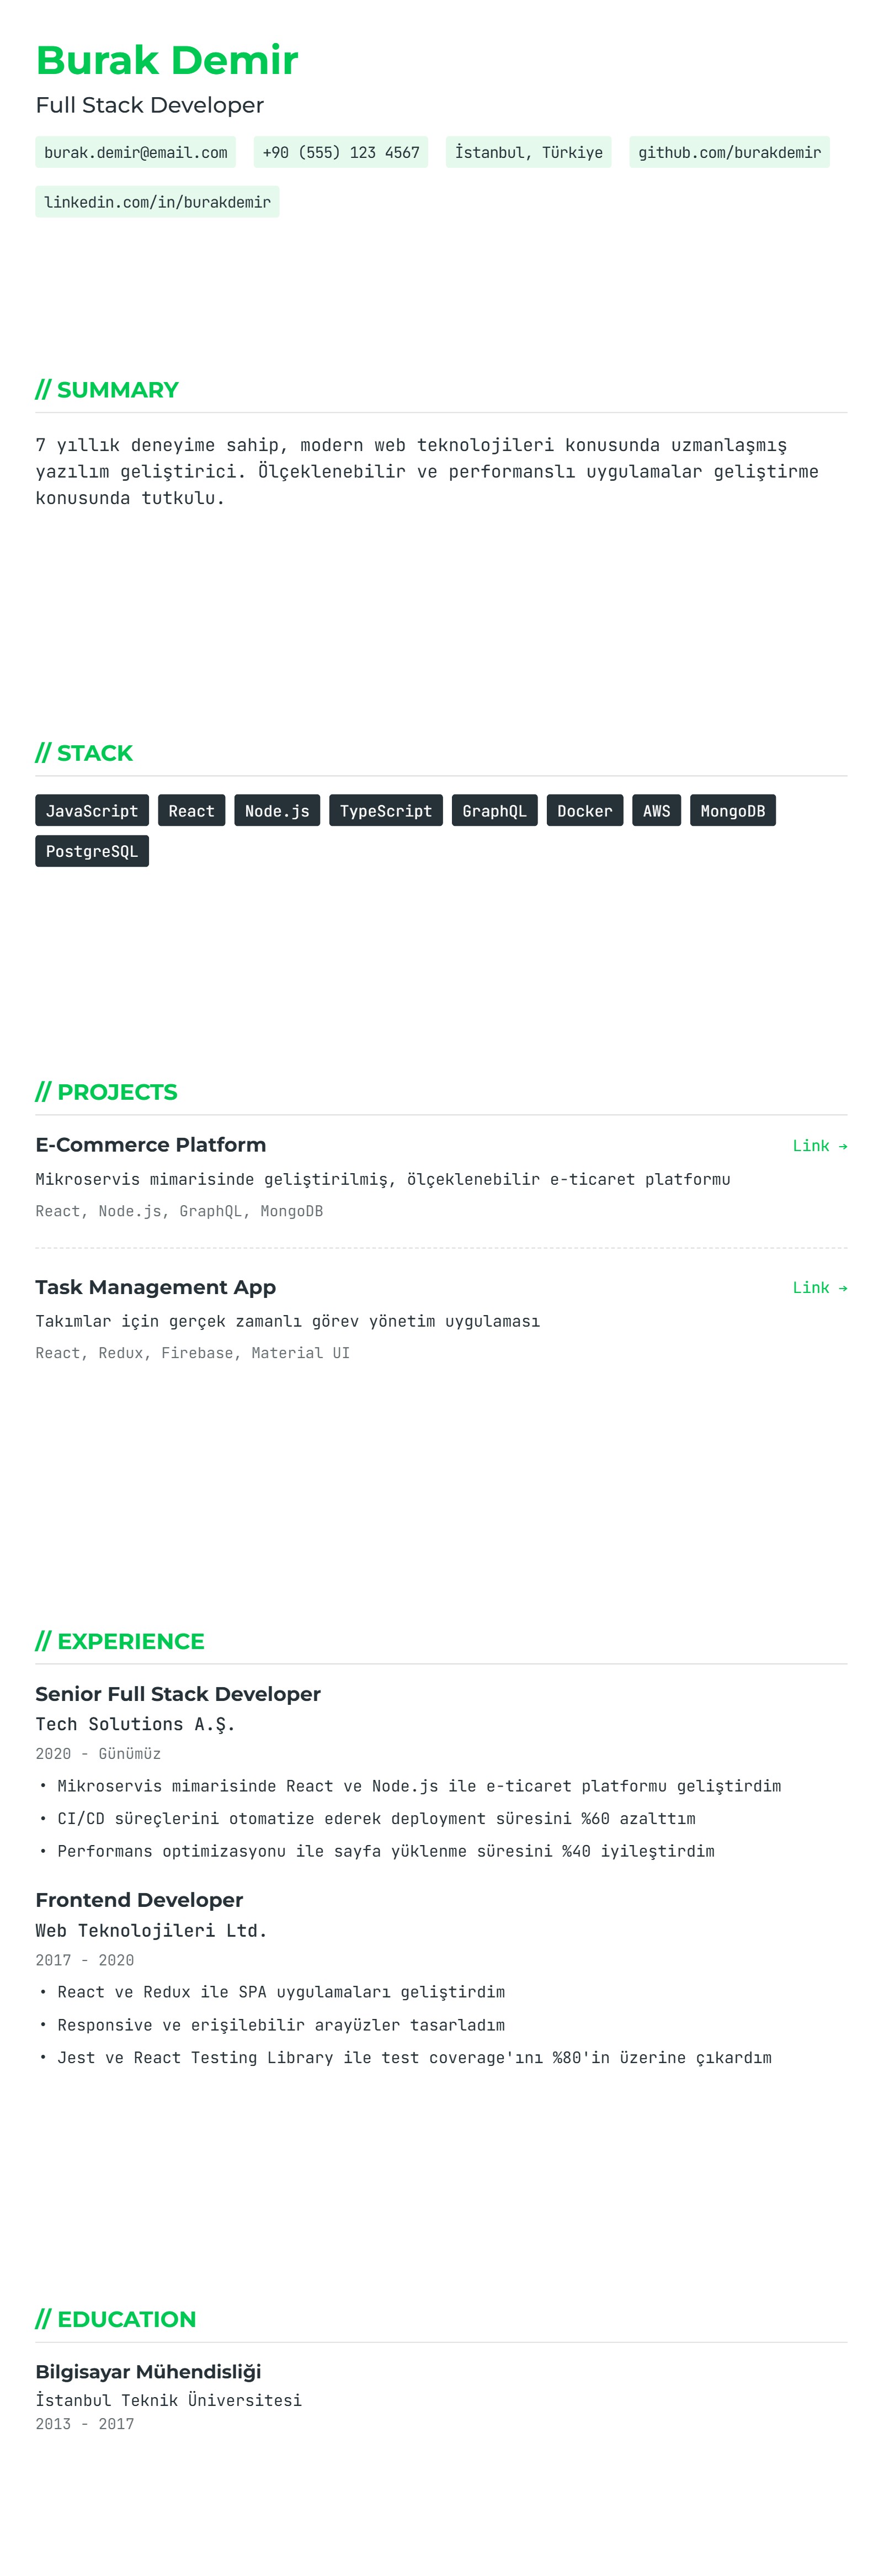 Burak Demir
Full Stack Developer
burak.demir@email.com +90 (555) 123 4567 İstanbul, Türkiye github.com/burakdemir
linkedin.com/in/burakdemir
// SUMMARY
7 yıllık deneyime sahip, modern web teknolojileri konusunda uzmanlaşmış
yazılım geliştirici. Ölçeklenebilir ve performanslı uygulamalar geliştirme
konusunda tutkulu.
// STACK
JavaScript React Node.js TypeScript GraphQL Docker AWS MongoDB
PostgreSQL
// PROJECTS
E-Commerce Platform Link →
Mikroservis mimarisinde geliştirilmiş, ölçeklenebilir e-ticaret platformu
React, Node.js, GraphQL, MongoDB
Task Management App Link →
Takımlar için gerçek zamanlı görev yönetim uygulaması
React, Redux, Firebase, Material UI
// EXPERIENCE
Senior Full Stack Developer
Tech Solutions A.Ş.
2020 - Günümüz
• Mikroservis mimarisinde React ve Node.js ile e-ticaret platformu geliştirdim
• CI/CD süreçlerini otomatize ederek deployment süresini %60 azalttım
• Performans optimizasyonu ile sayfa yüklenme süresini %40 iyileştirdim
Frontend Developer
Web Teknolojileri Ltd.
2017 - 2020
• React ve Redux ile SPA uygulamaları geliştirdim
• Responsive ve erişilebilir arayüzler tasarladım
• Jest ve React Testing Library ile test coverage'ını %80'in üzerine çıkardım
// EDUCATION
Bilgisayar Mühendisliği
İstanbul Teknik Üniversitesi
2013 - 2017